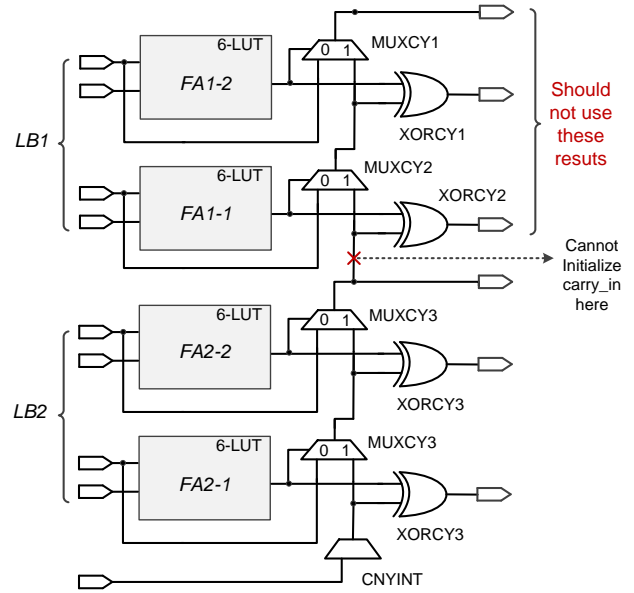 6-LUT
0 1
MUXCY1
FA1-2
XORCY1
Should
not use
these
resuts
LB1
6-LUT
0 1
MUXCY2
FA1-1
XORCY2
Cannot
Initialize
carry_in
here
6-LUT
0 1
MUXCY3
FA2-2
XORCY3
LB2
6-LUT
0 1
MUXCY3
FA2-1
XORCY3
CNYINT